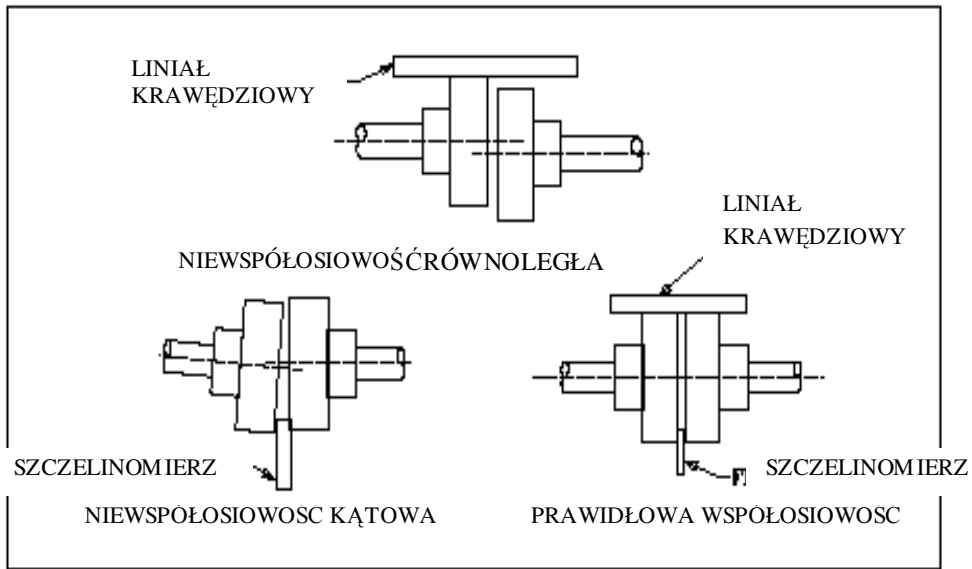 LINIAŁ
KRAWĘDZIOWY
NIEWSPÓŁOSIOWOŚĆ RÓWNOLEGŁA
LINIAŁ
KRAWĘDZIOWY
SZCZELINOMIERZ
NIEWSPÓŁOSIOWOSC KĄTOWA
SZCZELINOMIERZ
PRAWIDŁOWA WSPÓŁOSIOWOSC